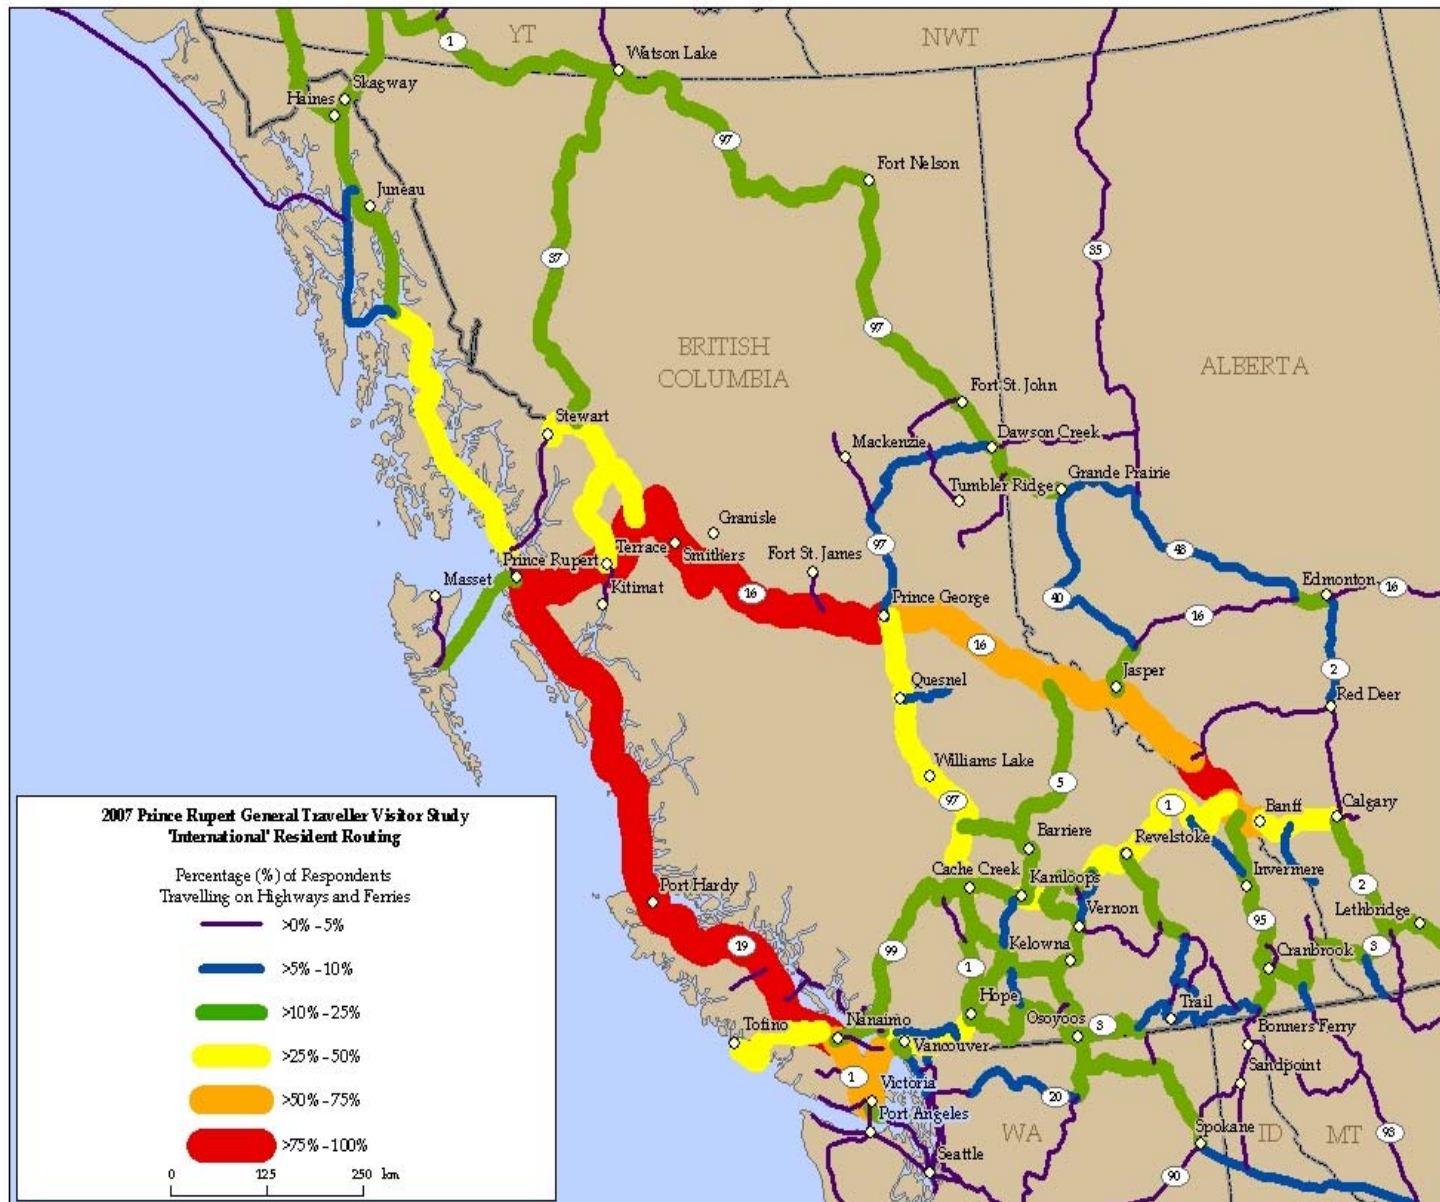 YT
NWT
1
Watson Lake
Skagway
Haines
97
Fort Nelson
Juneau
37
35
97
BRITISH
COLUMBIA
ALBERTA
Fort St. John
Stewart
Dawson Creek
Mackenzie
Grande Prairie
Tumbler Ridge
Granisle
Terrace
Smithers
Fort St. James
97
43
Prince Rupert
Masset
Kitimat
16
Edmonton
16
40
16
Prince George
16
2
Jasper
Quesnel
Red Deer
Williams Lake
5
97
1
Banff
Calgary
Barriere
Revelstoke
Cache Creek
Kamloops
Invermere
2
Port Hardy
Vernon
Lethbridge
95
19
99
Kelowna
Cranbrook
3
1
Hope
Trail
Tofino
Nanaimo
Osoyoos
3
Bonners Ferry
Vancouver
Sandpoint
1
Victoria
20
Port Angeles
WA
Spokane
ID
MT
93
Seattle
90
2007 Prince Rupert General Traveller Visitor Study
'International' Resident Routing
Percentage (%) of Respondents
Travelling on Highways and Ferries
>0% - 5%
>5% - 10%
>10% - 25%
>25% - 50%
>50% - 75%
>75% - 100%
0 125 250 km